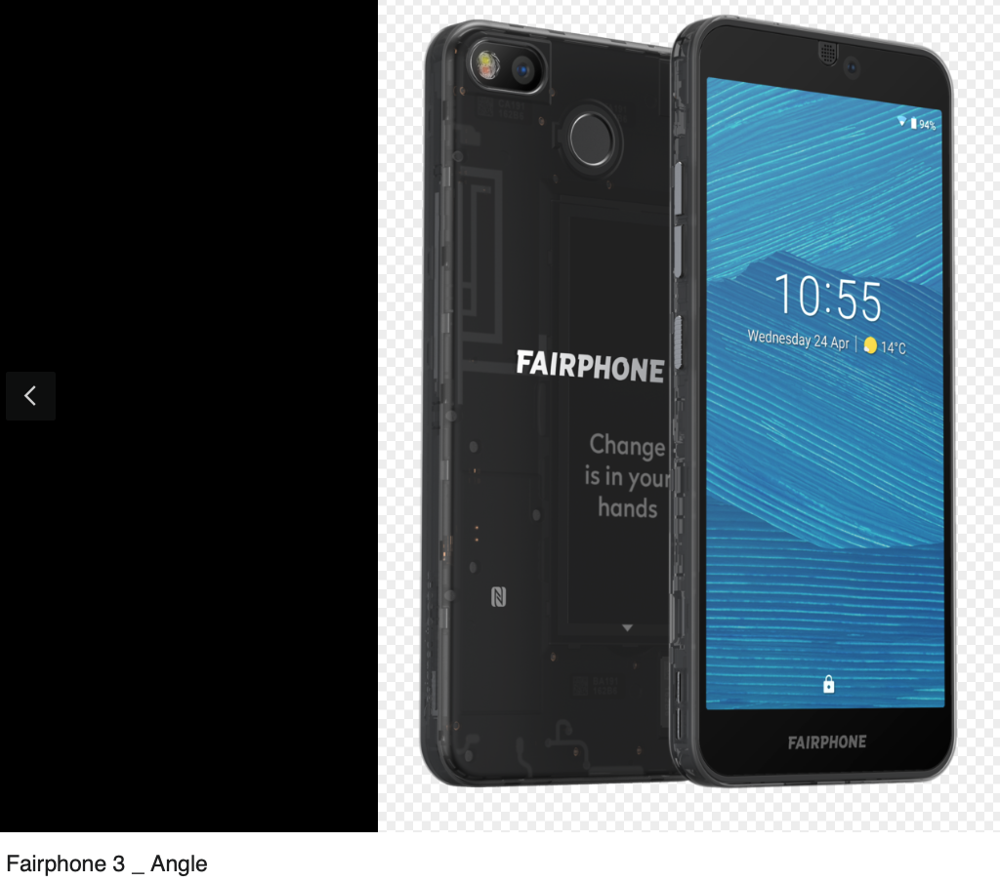 94%
10:55
Wednesday 24 Apr | 14°C
FAIRPHONE
Change
is in your
hands
FAIRPHONE
Fairphone 3 _ Angle